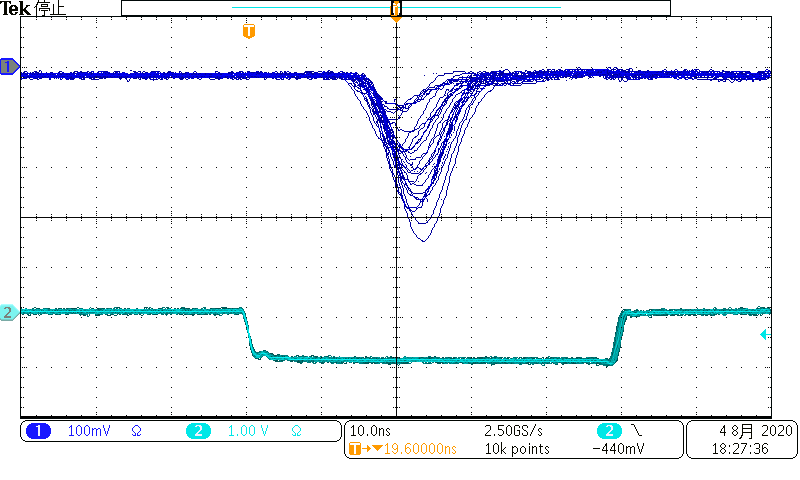 Tek 停止
T
1
2
1 100mV Ω 2 1.00 V Ω
10.0ns 2.50GS/s 2
T→▼19.60000ns 10k points −440mV
4 8月 2020
18:27:36